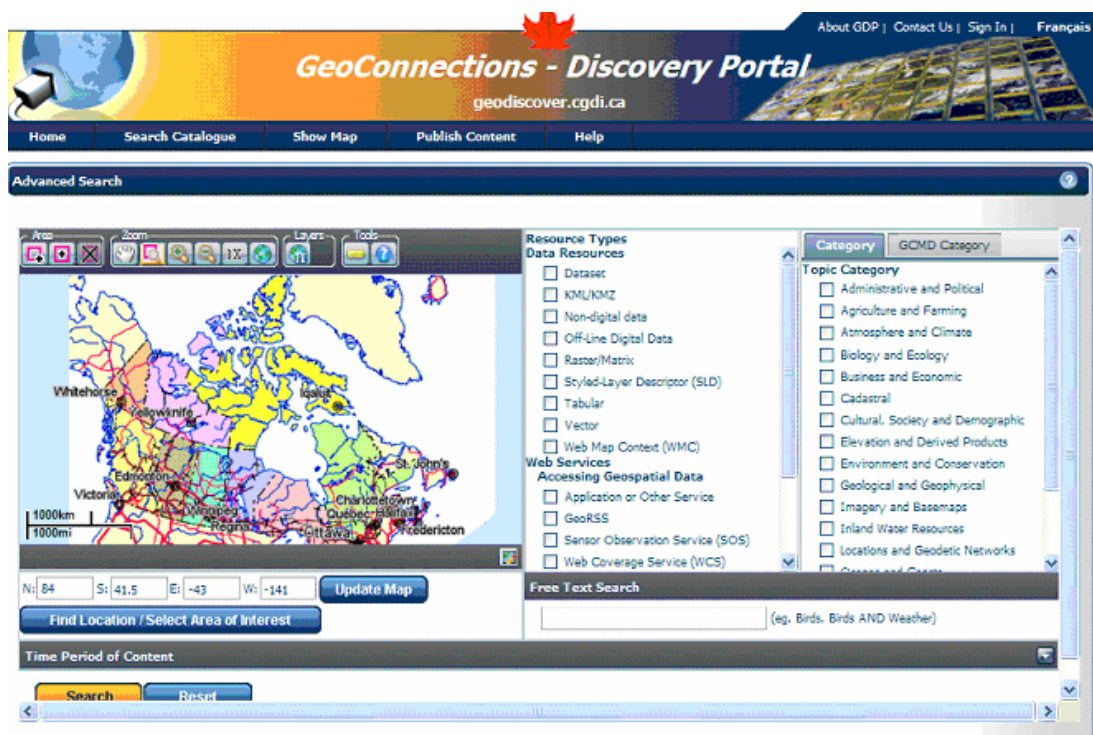 About GDP | Contact Us | Sign In | Français
GeoConnections - Discovery Portal
geodiscover.cgdi.ca
Home Search Catalogue Show Map Publish Content Help
Advanced Search
Area Zoom Layers Tools
1X
Whitehorse
Yellowknife
Iqaluit
Edmonton
St. John's
Victoria
Winnipeg
Charlottetown
Québec Halifax
Regina
Ottawa
Fredericton
1000km
1000mi
N: 84 S: 41.5 E: -43 W: -141 Update Map
Find Location / Select Area of Interest
Resource Types
Data Resources
Dataset
KML/KMZ
Non-digital data
Off-Line Digital Data
Raster/Matrix
Styled-Layer Descriptor (SLD)
Tabular
Vector
Web Map Context (WMC)
Web Services
Accessing Geospatial Data
Application or Other Service
GeoRSS
Sensor Observation Service (SOS)
Web Coverage Service (WCS)
Category GCMD Category
Topic Category
Administrative and Political
Agriculture and Farming
Atmosphere and Climate
Biology and Ecology
Business and Economic
Cadastral
Cultural, Society and Demographic
Elevation and Derived Products
Environment and Conservation
Geological and Geophysical
Imagery and Basemaps
Inland Water Resources
Locations and Geodetic Networks
Free Text Search
(eg. Birds, Birds AND Weather)
Time Period of Content
Search Reset